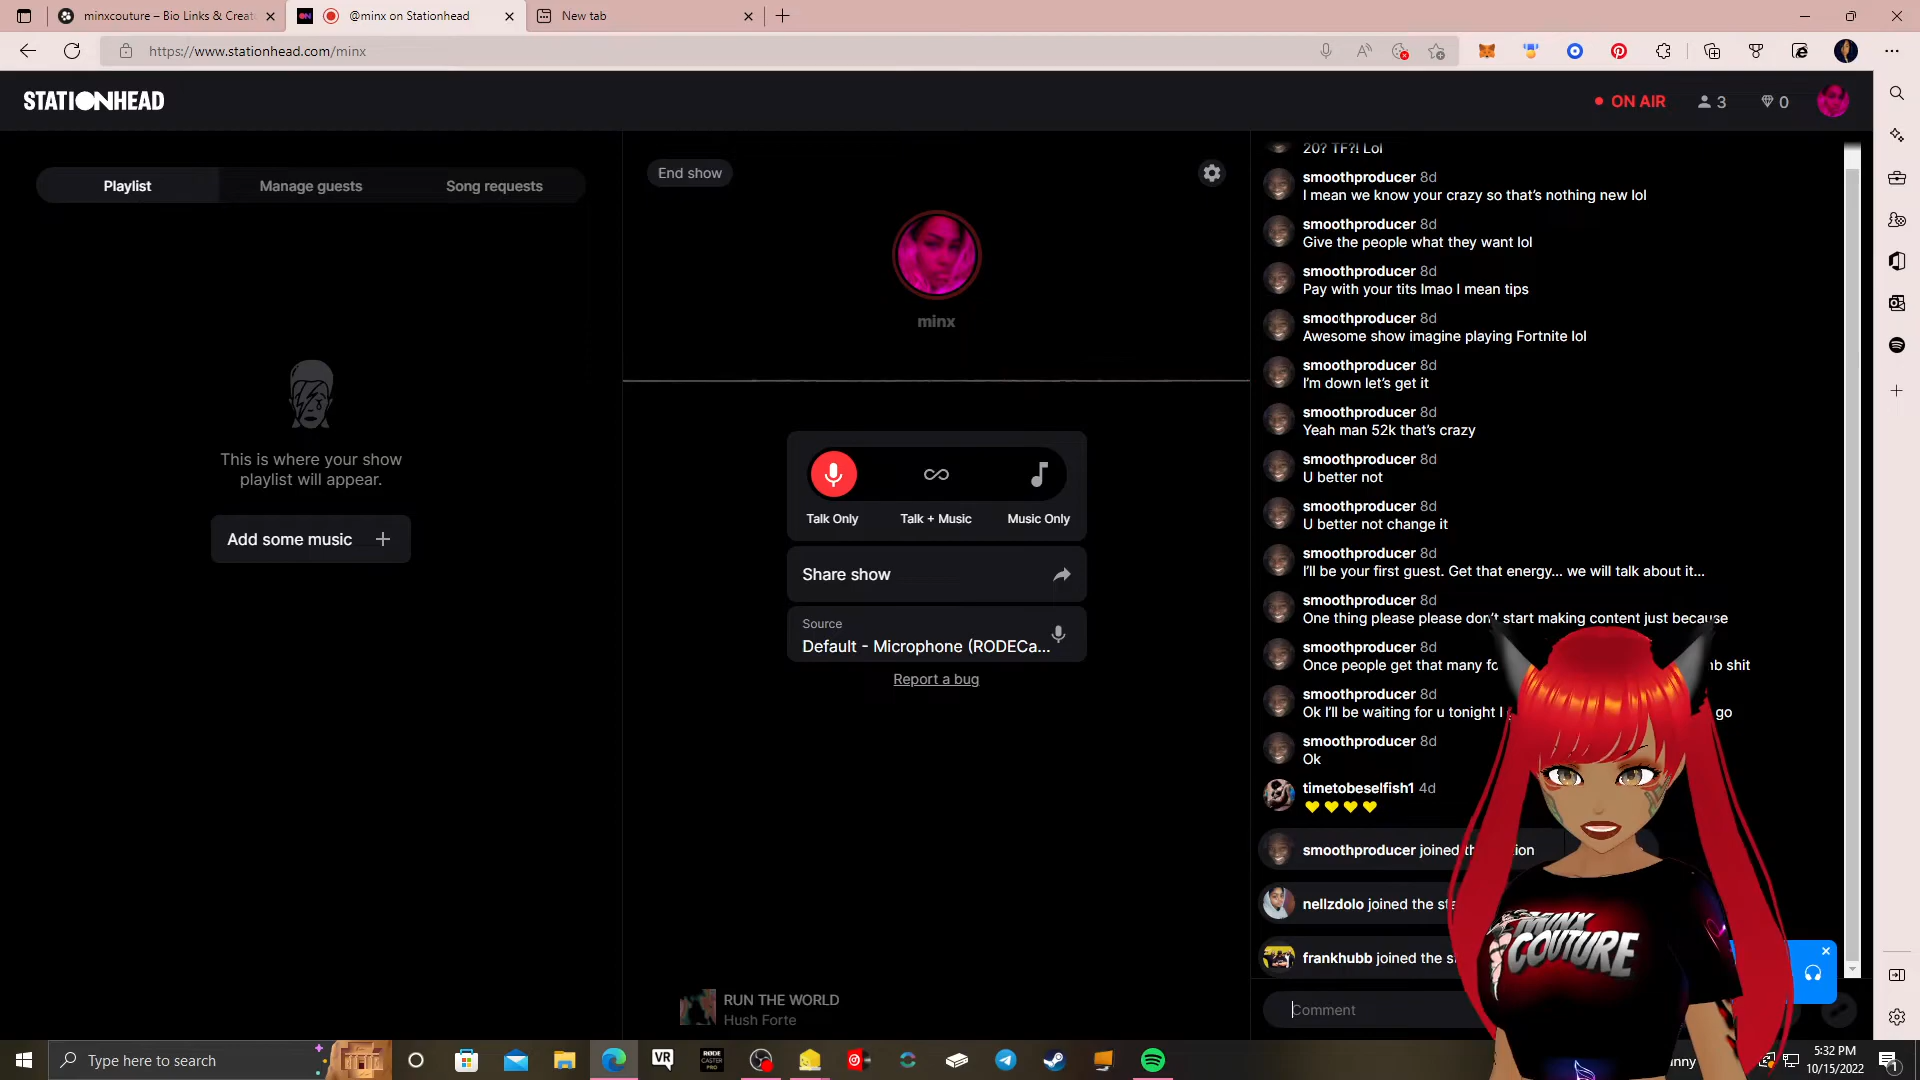 minxcouture – Bio Links & Creat
@minx on Stationhead
New tab
https://www.stationhead.com/minx
STATIONHEAD
ON AIR
3
0
Playlist
Manage guests
Song requests
End show
minx
This is where your show
playlist will appear.
Add some music
Talk Only
Talk + Music
Music Only
Share show
Source
Default - Microphone (RODECa...
Report a bug
RUN THE WORLD
Hush Forte
20? TF?! Lol
smoothproducer 8d
I mean we know your crazy so that's nothing new lol
smoothproducer 8d
Give the people what they want lol
smoothproducer 8d
Pay with your tits lmao I mean tips
smoothproducer 8d
Awesome show imagine playing Fortnite lol
smoothproducer 8d
I'm down let's get it
smoothproducer 8d
Yeah man 52k that's crazy
smoothproducer 8d
U better not
smoothproducer 8d
U better not change it
smoothproducer 8d
I'll be your first guest. Get that energy... we will talk about it...
smoothproducer 8d
One thing please please don't start making content just because
smoothproducer 8d
Once people get that many shit
smoothproducer 8d
Ok I'll be waiting for u tonight I go
smoothproducer 8d
Ok
timetobeselfish1 4d
💛💛💛💛
smoothproducer joined
nellzdolo joined the
frankhubb joined the
Comment
MINX
COUTURE
Type here to search
VR
RØDE
CASTER
PRO
5:32 PM
10/15/2022
1